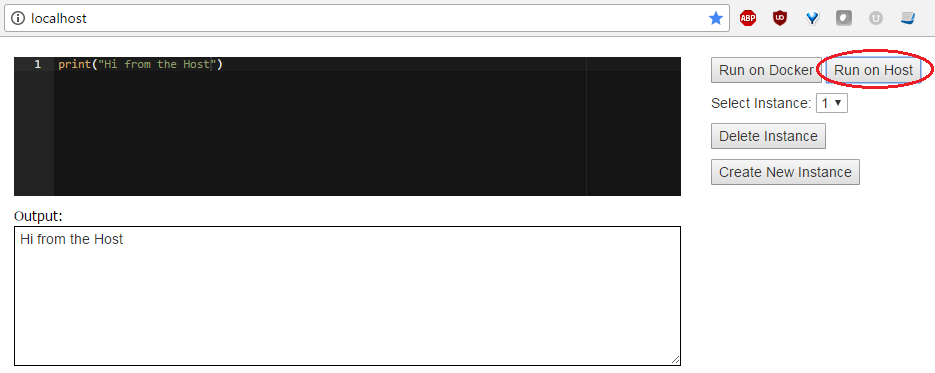 localhost
ABP
1 print("Hi from the Host")
Run on Docker Run on Host
Select Instance: 1
Delete Instance
Create New Instance
Output:
Hi from the Host